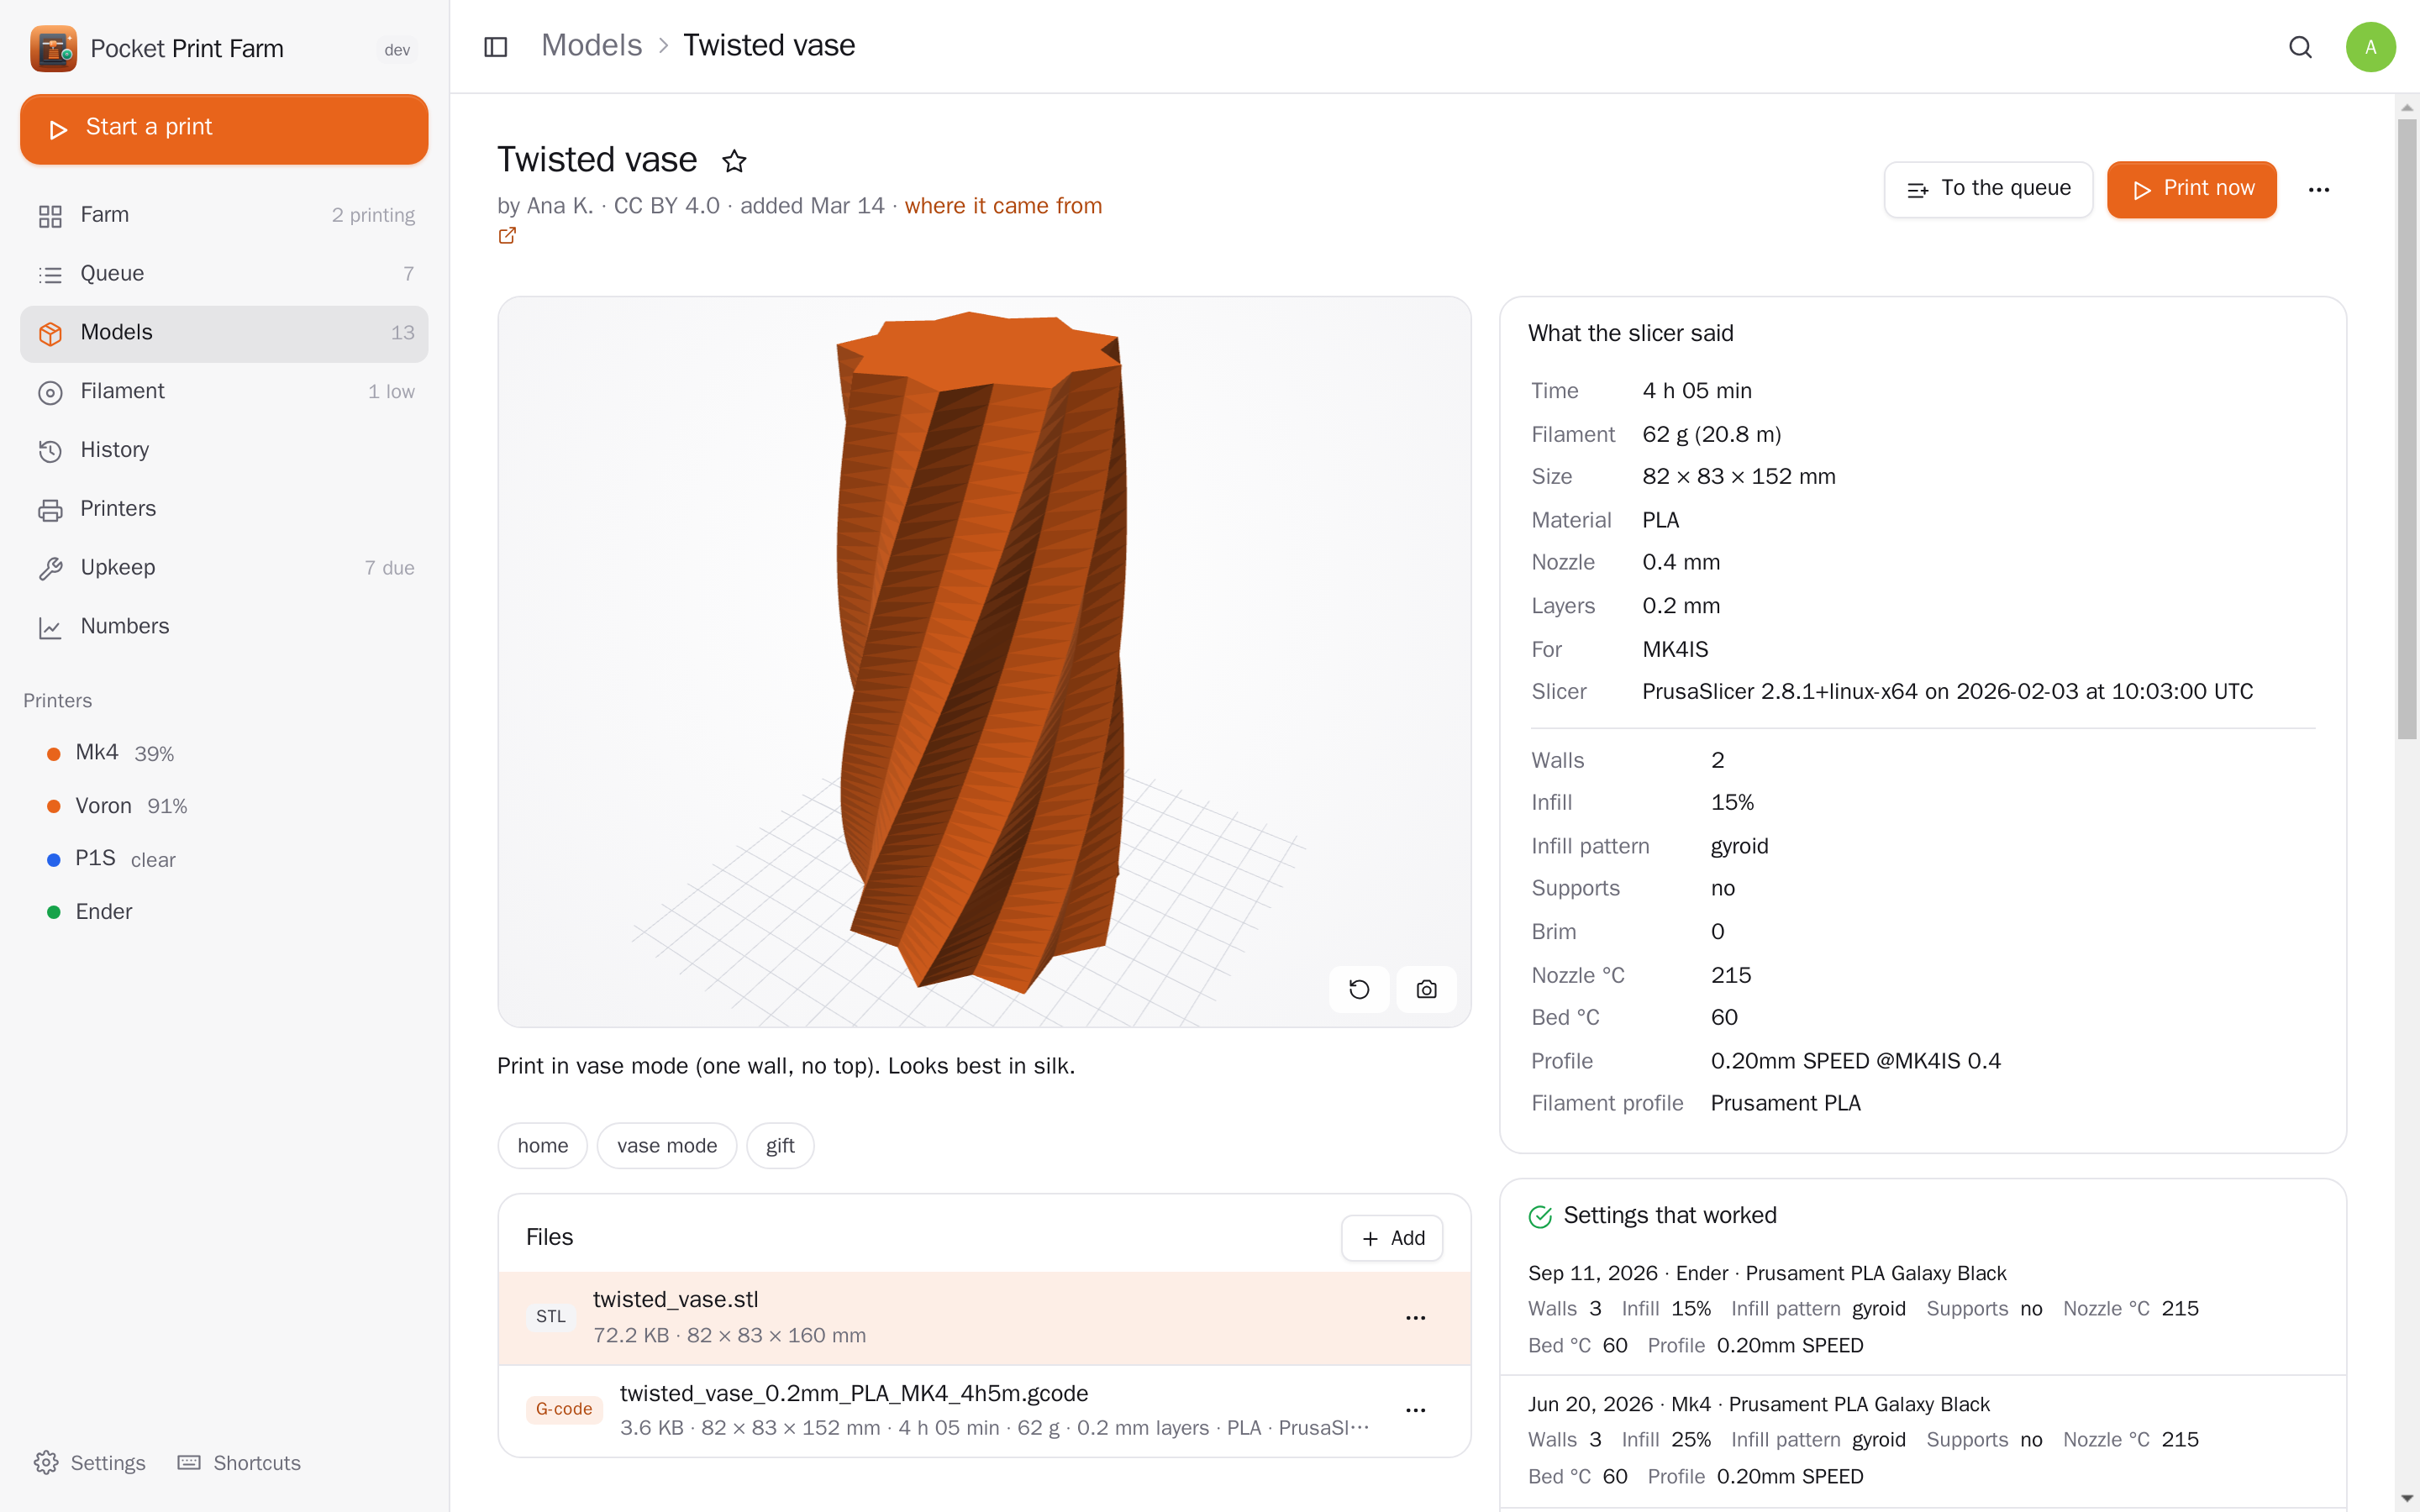 Pocket Print Farm
dev
Start a print
Farm 2 printing
Queue 7
Models 13
Filament 1 low
History
Printers
Upkeep 7 due
Numbers
Printers
Mk4 39%
Voron 91%
P1S clear
Ender
Settings
Shortcuts
Models > Twisted vase
A
Twisted vase
by Ana K. · CC BY 4.0 · added Mar 14 · where it came from
To the queue
Print now
Print in vase mode (one wall, no top). Looks best in silk.
home
vase mode
gift
Files
Add
STL
twisted_vase.stl
72.2 KB · 82 × 83 × 160 mm
G-code
twisted_vase_0.2mm_PLA_MK4_4h5m.gcode
3.6 KB · 82 × 83 × 152 mm · 4 h 05 min · 62 g · 0.2 mm layers · PLA · PrusaSl···
What the slicer said
Time 4 h 05 min
Filament 62 g (20.8 m)
Size 82 × 83 × 152 mm
Material PLA
Nozzle 0.4 mm
Layers 0.2 mm
For MK4IS
Slicer PrusaSlicer 2.8.1+linux-x64 on 2026-02-03 at 10:03:00 UTC
Walls 2
Infill 15%
Infill pattern gyroid
Supports no
Brim 0
Nozzle °C 215
Bed °C 60
Profile 0.20mm SPEED @MK4IS 0.4
Filament profile Prusament PLA
Settings that worked
Sep 11, 2026 · Ender · Prusament PLA Galaxy Black
Walls 3 Infill 15% Infill pattern gyroid Supports no Nozzle °C 215
Bed °C 60 Profile 0.20mm SPEED
Jun 20, 2026 · Mk4 · Prusament PLA Galaxy Black
Walls 3 Infill 25% Infill pattern gyroid Supports no Nozzle °C 215
Bed °C 60 Profile 0.20mm SPEED